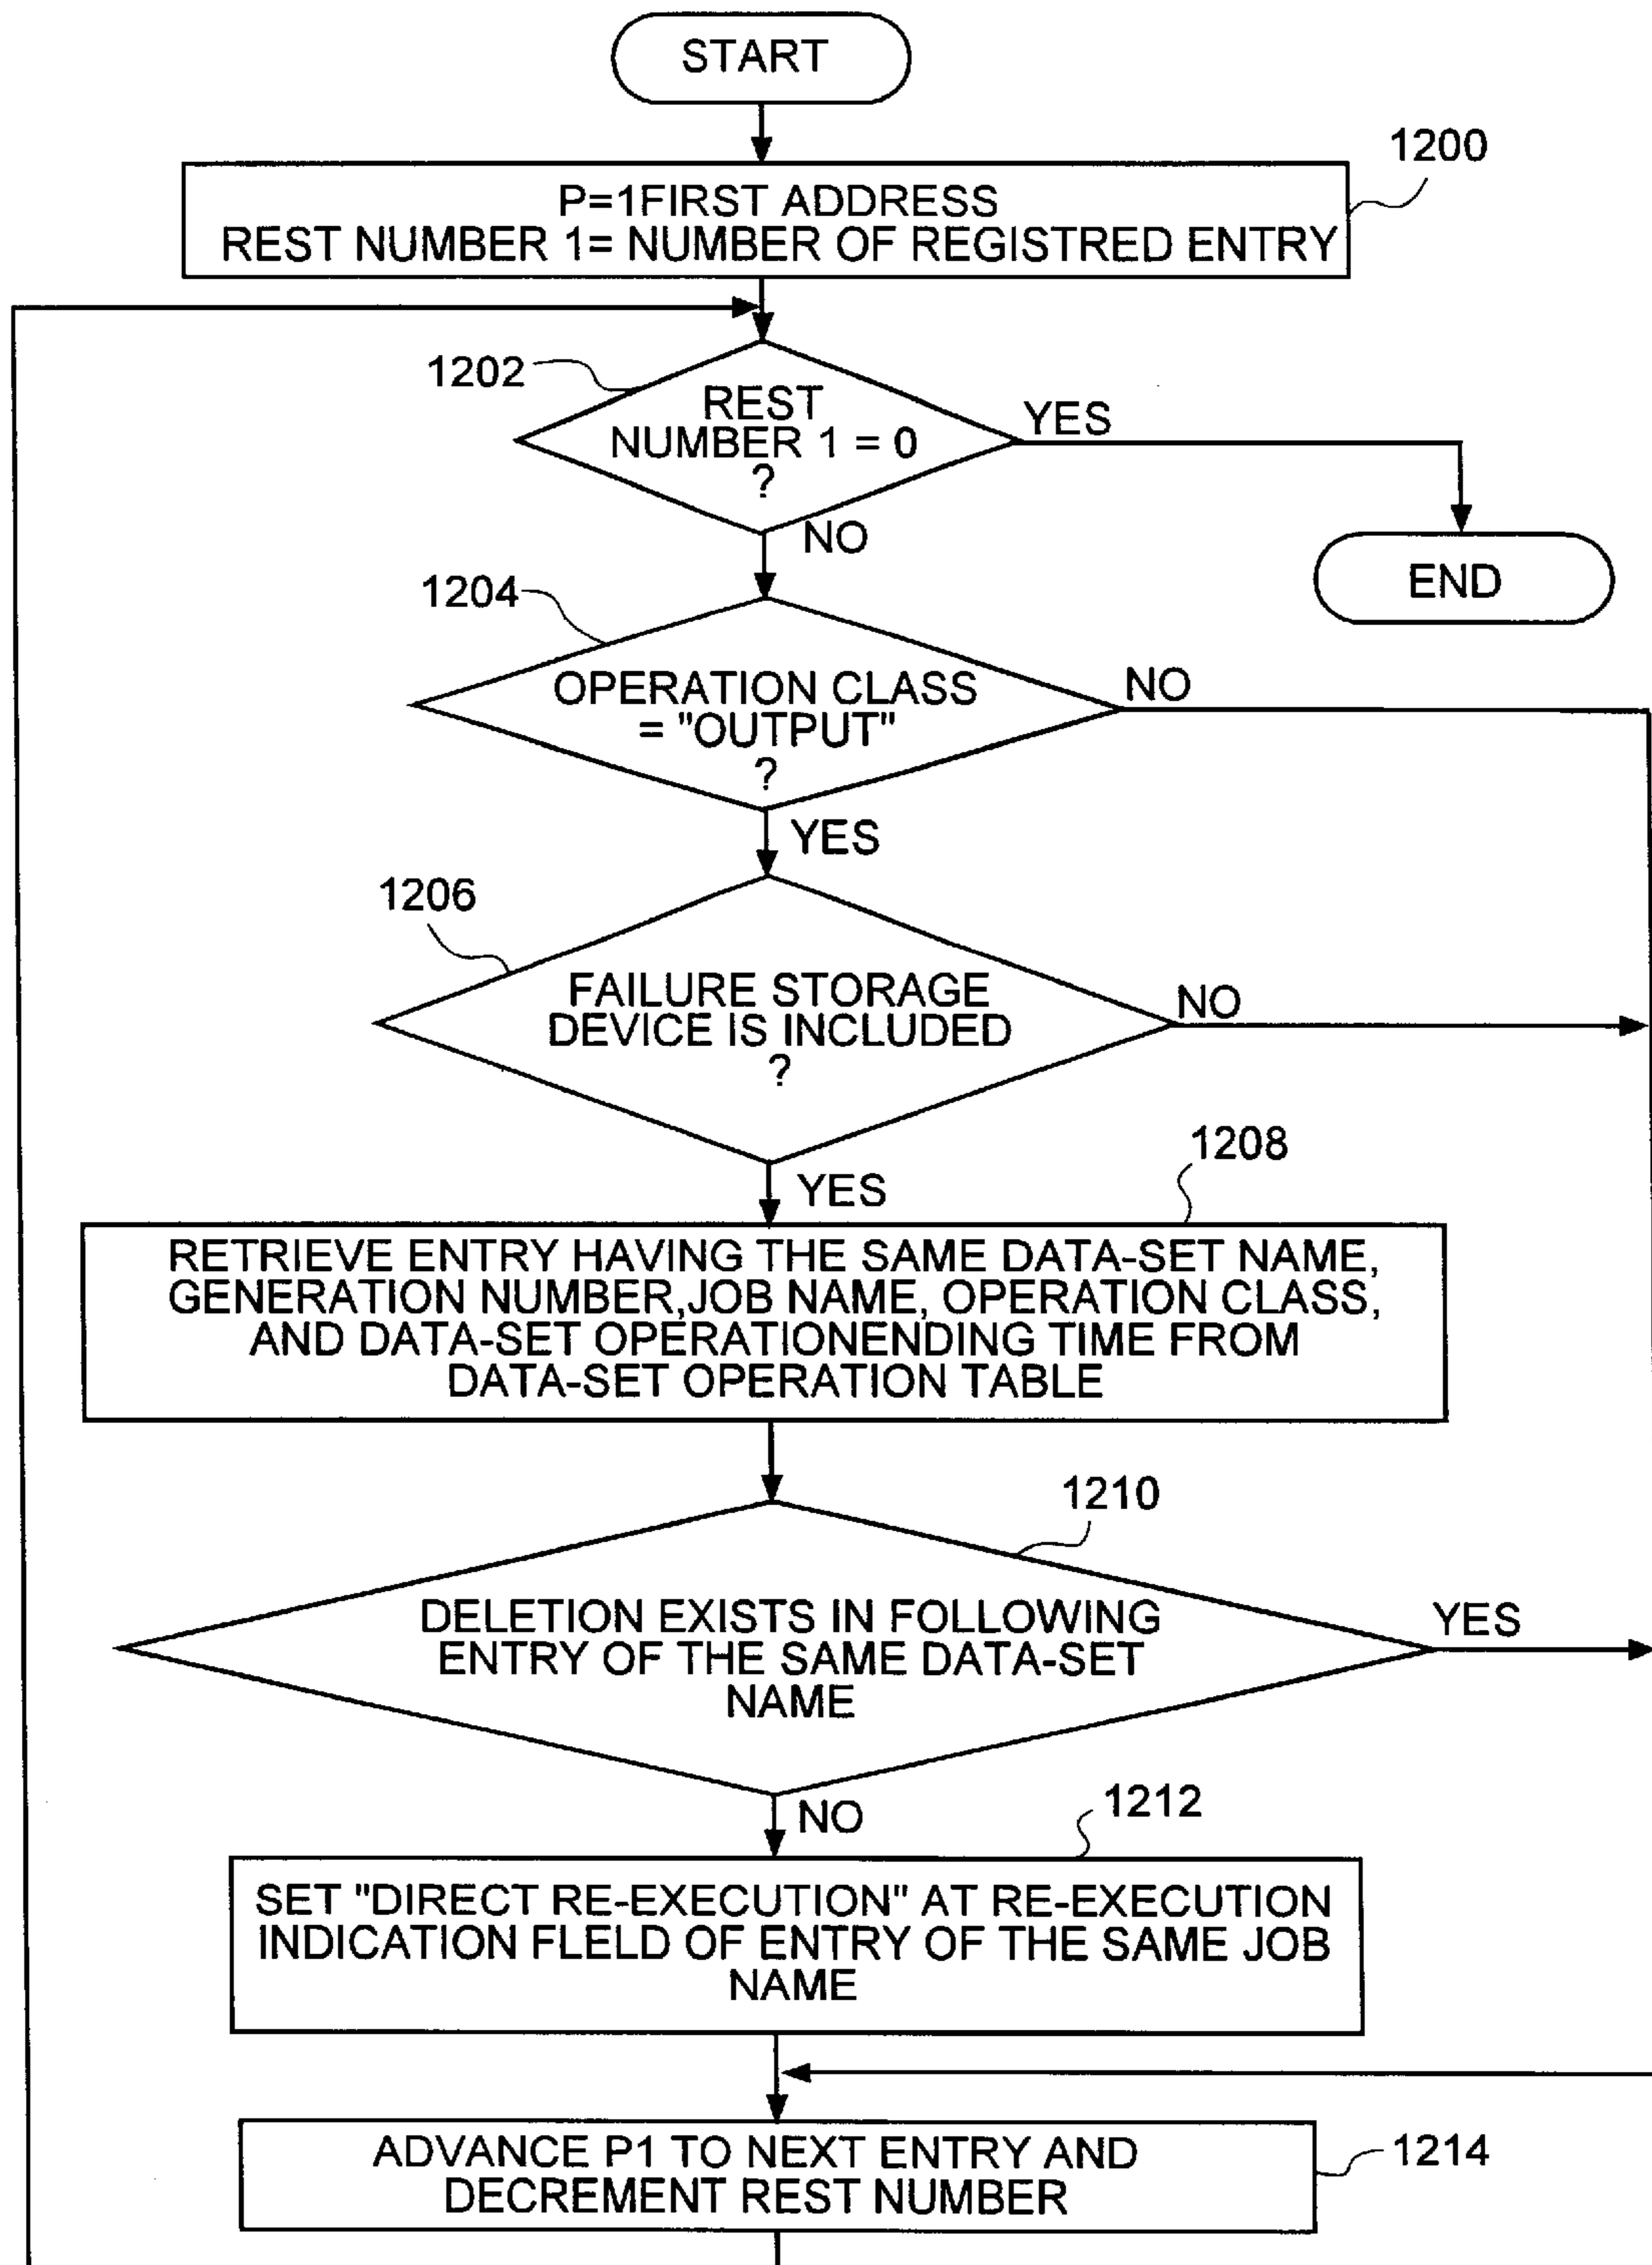 START
1200
P=1FIRST ADDRESS
REST NUMBER 1= NUMBER OF REGISTRED ENTRY
1202
REST
NUMBER 1 = 0
?
YES
NO
END
1204
OPERATION CLASS
= "OUTPUT"
?
NO
YES
1206
FAILURE STORAGE
DEVICE IS INCLUDED
?
NO
YES
1208
RETRIEVE ENTRY HAVING THE SAME DATA-SET NAME,
GENERATION NUMBER,JOB NAME, OPERATION CLASS,
AND DATA-SET OPERATIONENDING TIME FROM
DATA-SET OPERATION TABLE
1210
DELETION EXISTS IN FOLLOWING
ENTRY OF THE SAME DATA-SET
NAME
YES
NO
1212
SET "DIRECT RE-EXECUTION" AT RE-EXECUTION
INDICATION FLELD OF ENTRY OF THE SAME JOB
NAME
ADVANCE P1 TO NEXT ENTRY AND
DECREMENT REST NUMBER
1214